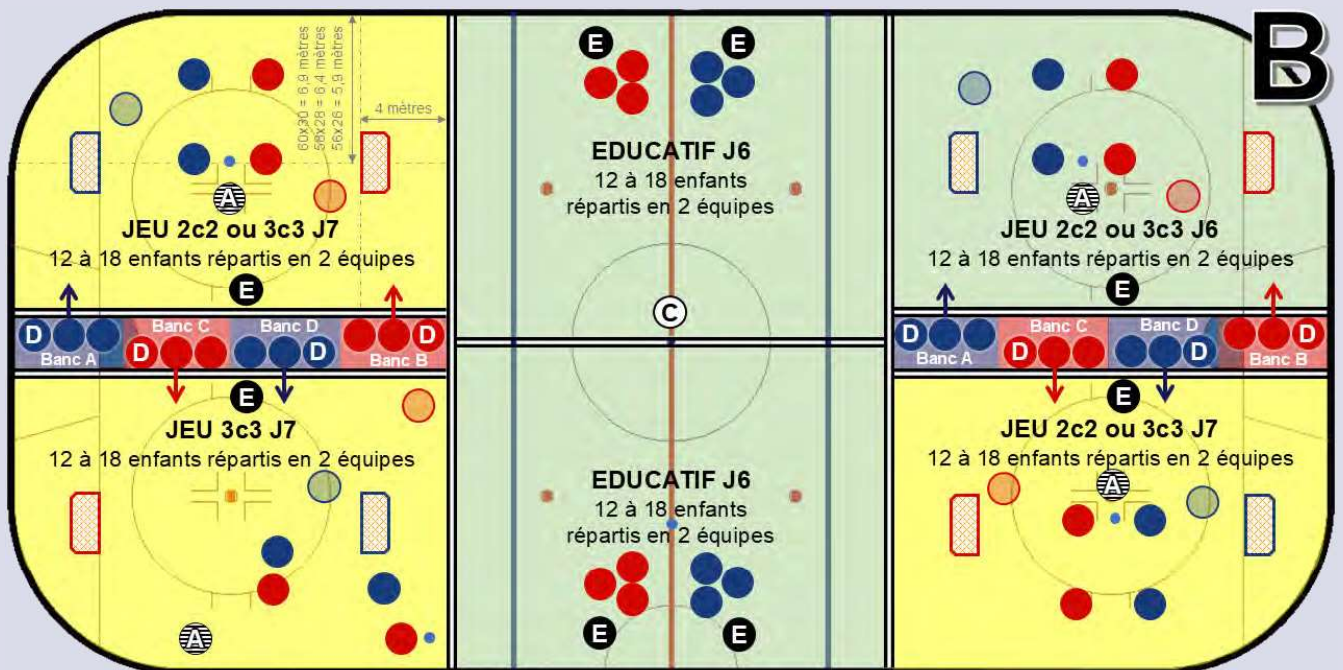 B
60x30 = 6,9 mètres
58x28 = 6,4 mètres
56x26 = 5,9 mètres
4 mètres
A
JEU 2c2 ou 3c3 J7
12 à 18 enfants répartis en 2 équipes
E
D
Banc A
Banc C
D
Banc D
D
D
Banc B
E
JEU 3c3 J7
12 à 18 enfants répartis en 2 équipes
A
E
E
EDUCATIF J6
12 à 18 enfants
répartis en 2 équipes
C
EDUCATIF J6
12 à 18 enfants
répartis en 2 équipes
E
E
A
JEU 2c2 ou 3c3 J6
12 à 18 enfants répartis en 2 équipes
E
D
Banc A
Banc C
D
Banc D
D
D
Banc B
E
JEU 2c2 ou 3c3 J7
12 à 18 enfants répartis en 2 équipes
A